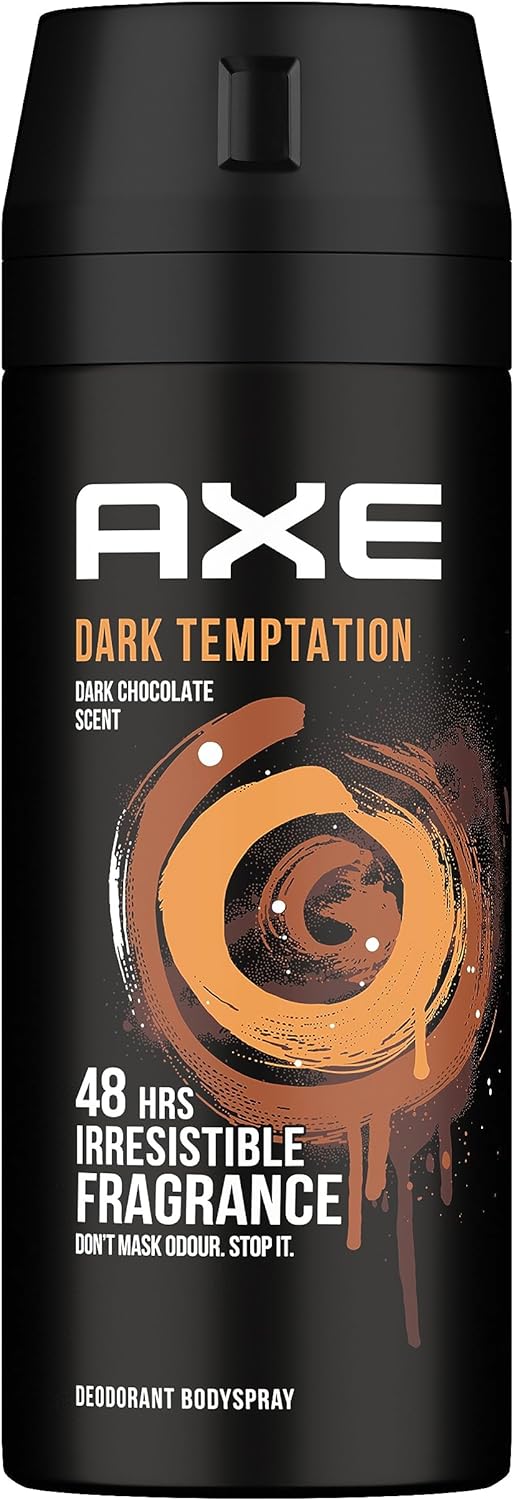 AXE
DARK TEMPTATION
DARK CHOCOLATE
SCENT
48 HRS
IRRESISTIBLE
FRAGRANCE
DON'T MASK ODOUR. STOP IT.
DEODORANT BODYSPRAY